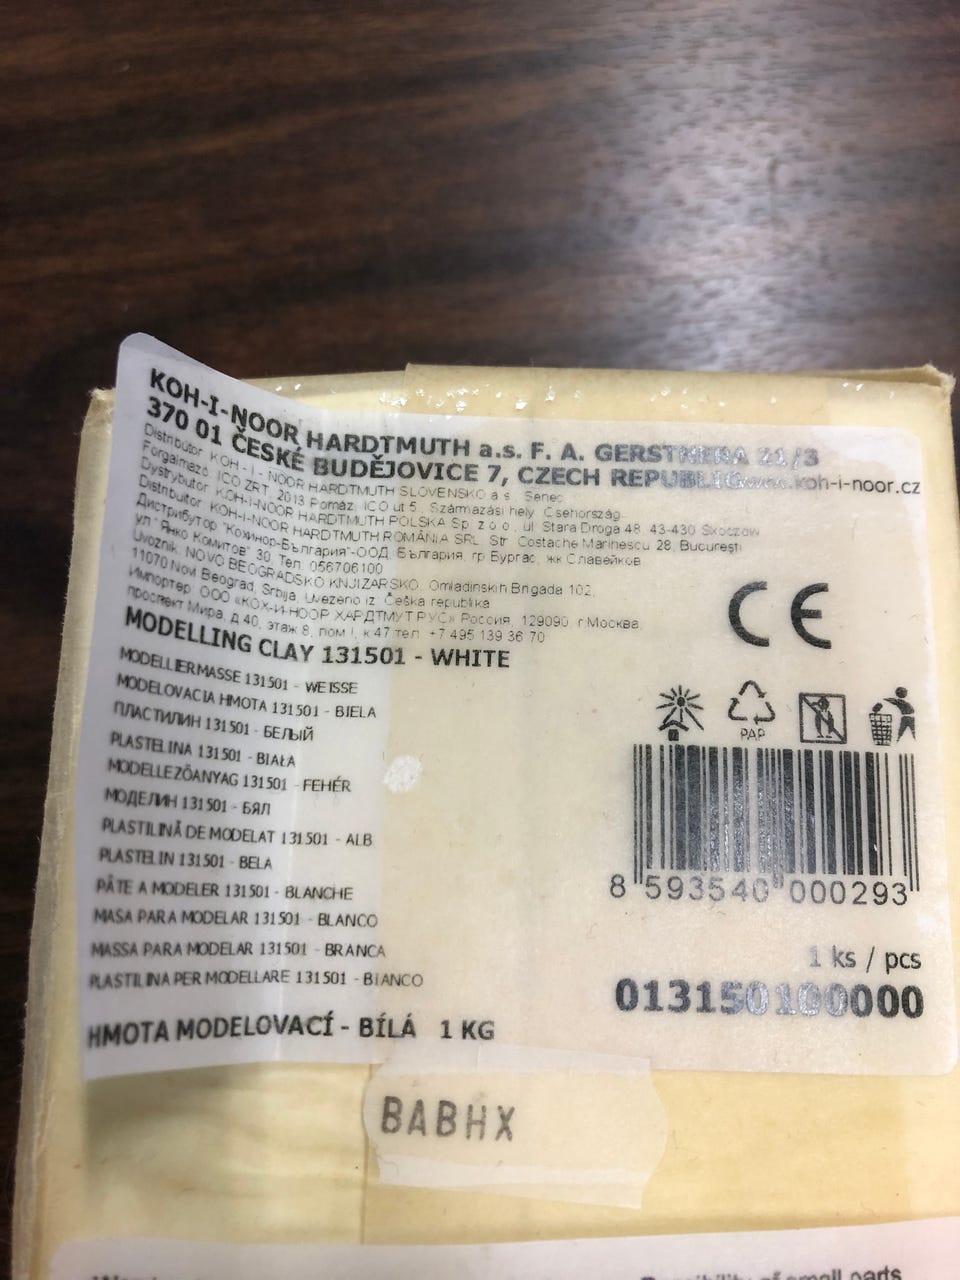 KOH-I-NOOR HARDTMUTH a.s. F. A. GERSTNERA 21/3
370 01 ČESKÉ BUDĚJOVICE 7, CZECH REPUBLIC www.koh-i-noor.cz
Distribútor KOH - I - NOOR HARDTMUTH SLOVENSKO a s. Senec
Forgalmazó ICO ZRT. 2013 Pomáz, ICO út 5, Származási hely Csehország
Dystrybutor KOH-I-NOOR HARDTMUTH POLSKA Sp. z o.o., ul. Stara Droga 48, 43-430 Skoczów
Distribuitor KOH-I-NOOR HARDTMUTH ROMÂNIA SRL Str. Costache Marinescu 28, București
Дистрибутор "Кохинор-България"-ООД, България, гр Бургас, жк Славейков
ул "Янко Комитов" 30, Тел. 056706100
Uvoznik: NOVO BEOGRADSKO KNJIZARSKO, Omladinskih Brigada 102,
11070 Novi Beograd, Srbija, Uvezeno iz Češka republika
Импортер ООО «КОХ-И-НООР ХАРДТМУТ РУС» Россия, 129090 г Москва
проспект Мира, д 40, этаж 8, пом I, к 47 тел. +7 495 139 36 70
MODELLING CLAY 131501 - WHITE
MODELLIERMASSE 131501 - WEISSE
MODELOVACIA HMOTA 131501 - BIELA
ПЛАСТИЛИН 131501 - БЕЛЫЙ
PLASTELINA 131501 - BIAŁA
MODELLEZŐANYAG 131501 - FEHÉR
МОДЕЛИН 131501 - БЯЛ
PLASTILINĂ DE MODELAT 131501 - ALB
PLASTELIN 131501 - BELA
PÂTE A MODELER 131501 - BLANCHE
MASA PARA MODELAR 131501 - BLANCO
MASSA PARA MODELAR 131501 - BRANCA
PLASTILINA PER MODELLARE 131501 - BIANCO
HMOTA MODELOVACÍ - BÍLÁ 1 KG
CE
PAP
8 593540 000293
1 ks / pcs
013150100000
BABHX
of small parts